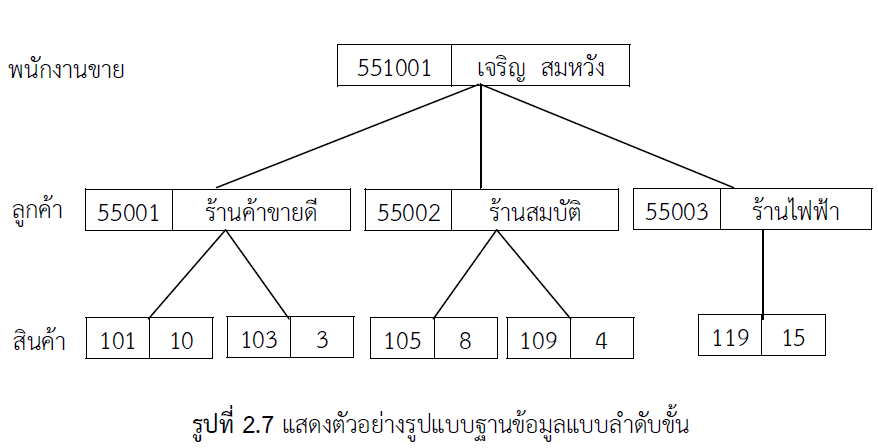 พนักงานขาย 551001 เจริญ สมหวัง
ลูกค้า 55001 ร้านค้าขายดี 55002 ร้านสมบัติ 55003 ร้านไฟฟ้า
สินค้า 101 10 103 3 105 8 109 4 119 15
รูปที่ 2.7 แสดงตัวอย่างรูปแบบฐานข้อมูลแบบลำดับขั้น